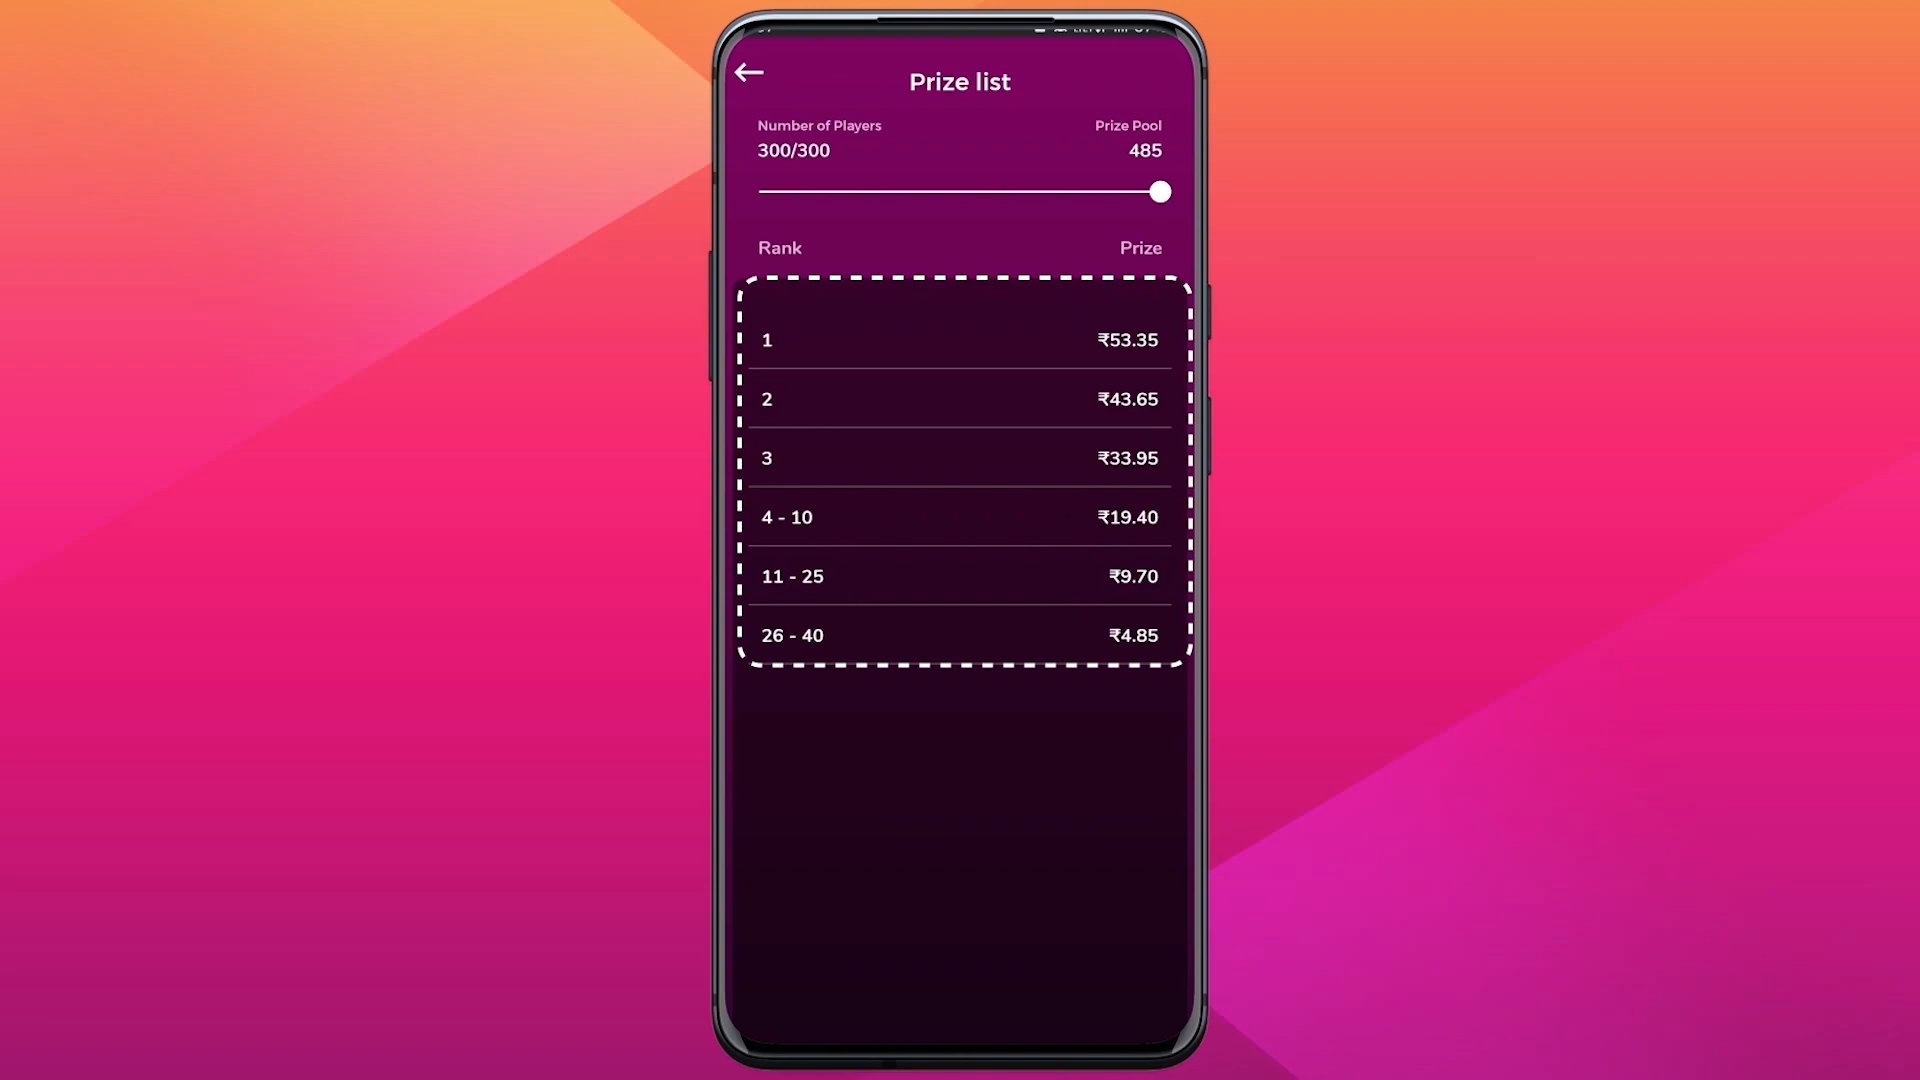 Prize list
Number of Players Prize Pool
300/300 485
Rank Prize
1 ₹53.35
2 ₹43.65
3 ₹33.95
4 - 10 ₹19.40
11 - 25 ₹9.70
26 - 40 ₹4.85